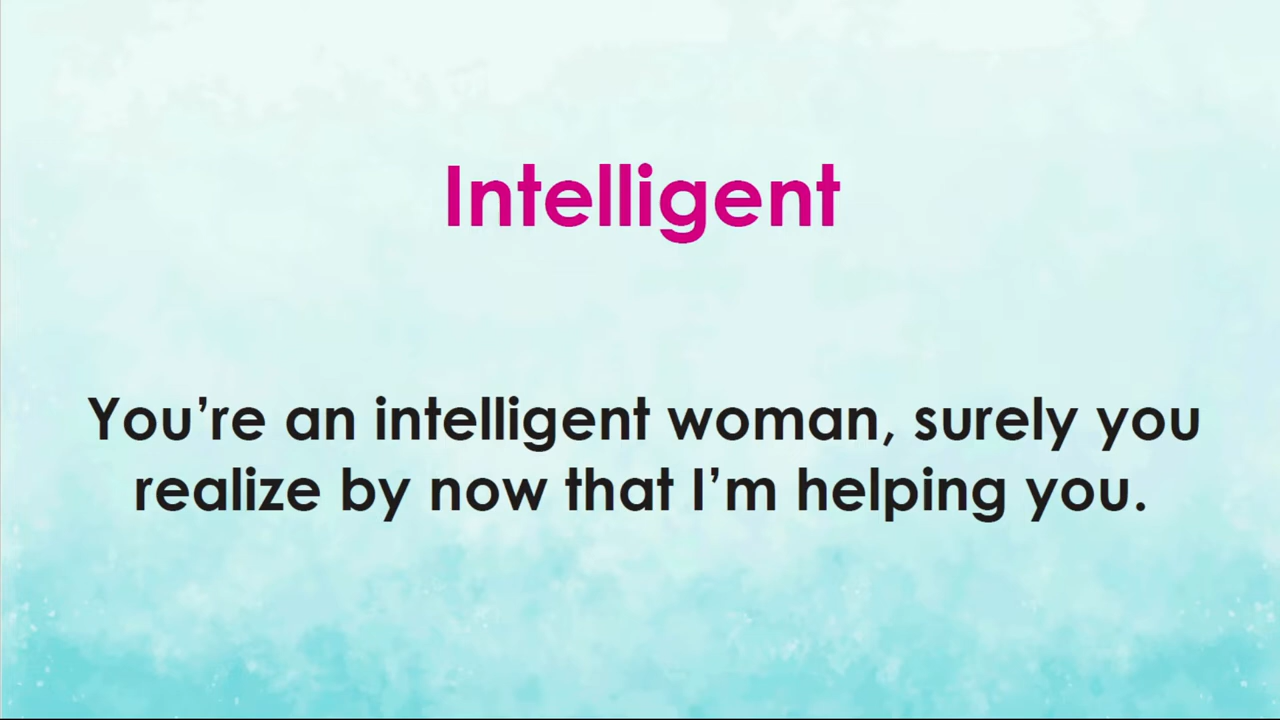 Intelligent
You’re an intelligent woman, surely you
realize by now that I’m helping you.